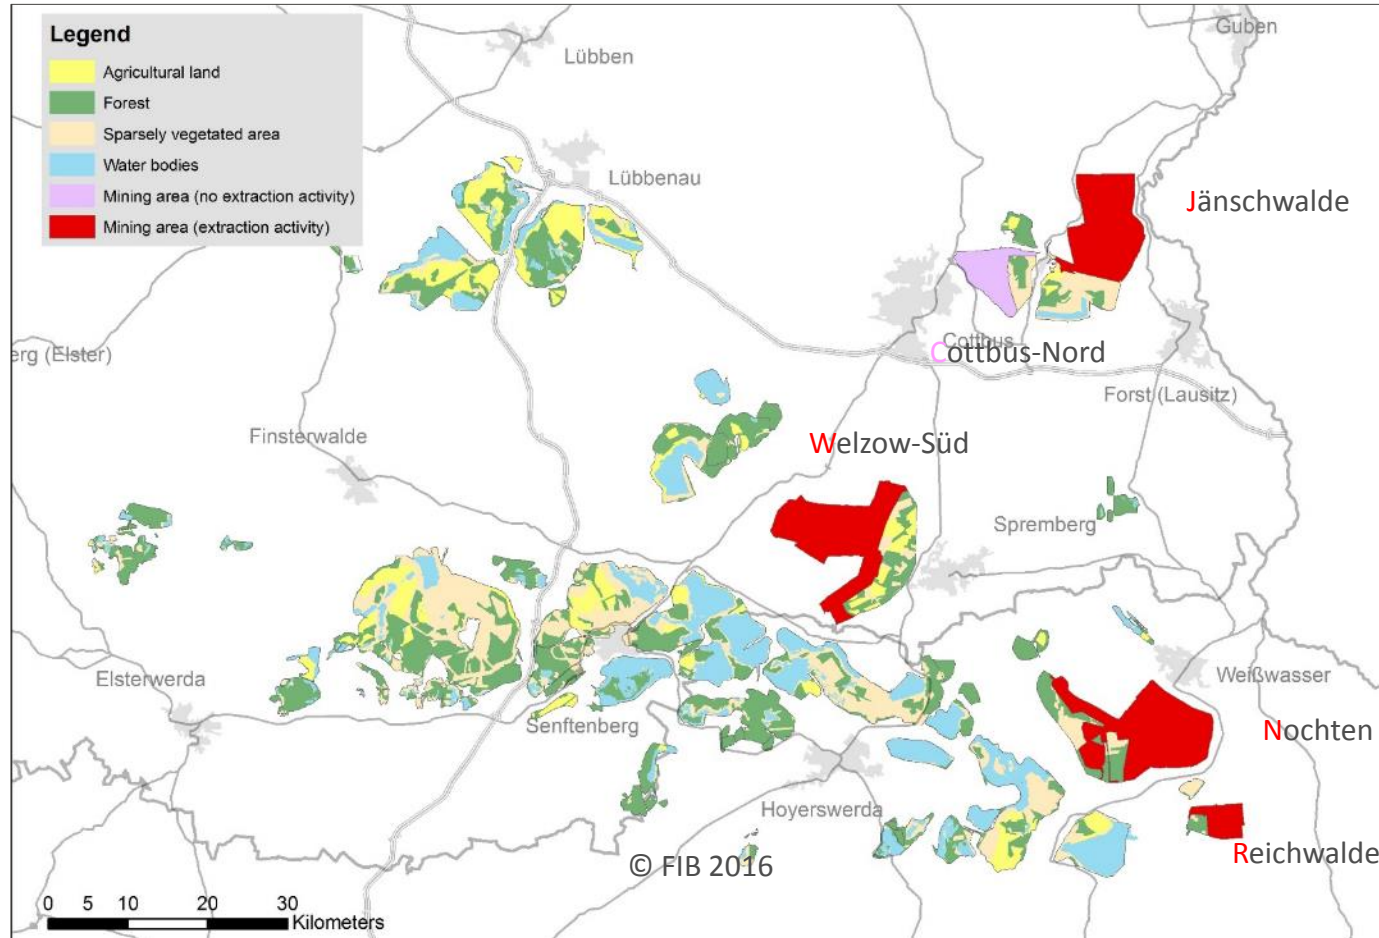 Legend
Agricultural land
Forest
Sparsely vegetated area
Water bodies
Mining area (no extraction activity)
Mining area (extraction activity)
Lübben
Guben
Lübbenau
Jänschwalde
Cottbus
Cottbus-Nord
erg (Elster)
Forst (Lausitz)
Finsterwalde
Welzow-Süd
Spremberg
Elsterwerda
Weißwasser
Senftenberg
Nochten
Hoyerswerda
Reichwalde
© FIB 2016
0 5 10 20 30
Kilometers